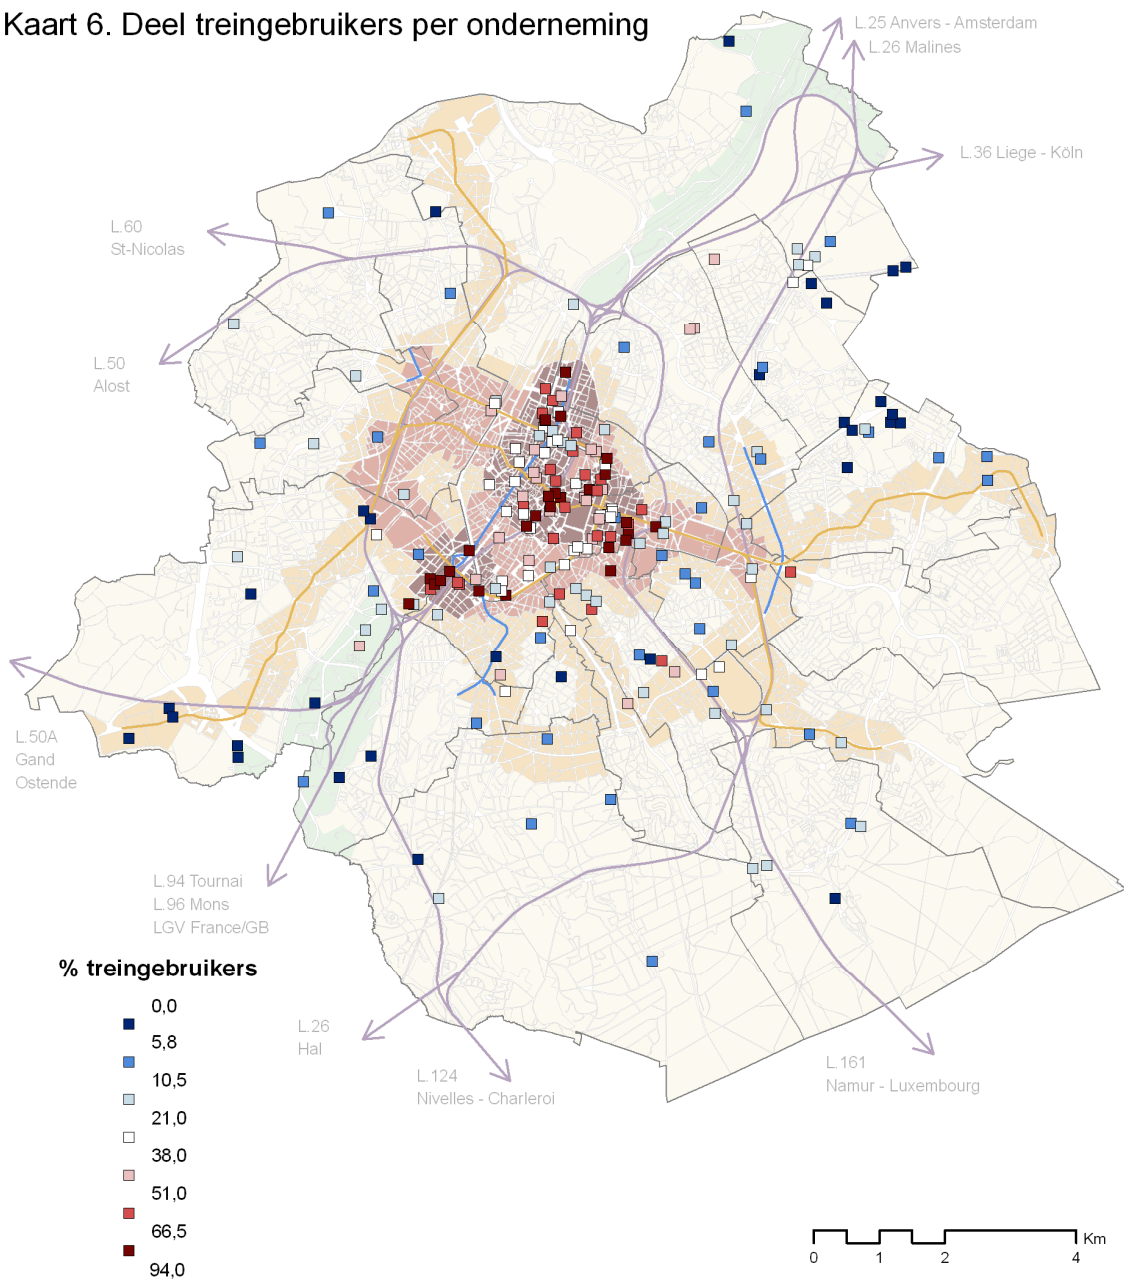 Kaart 6. Deel treingebruikers per onderneming
L.25 Anvers - Amsterdam
L.26 Malines
L.36 Liege - Köln
L.60
St-Nicolas
L.50
Alost
L.50A
Gand
Ostende
L.94 Tournai
L.96 Mons
LGV France/GB
% treingebruikers
0,0
5,8
10,5
21,0
38,0
51,0
66,5
94,0
L.26
Hal
L.124
Nivelles - Charleroi
L.161
Namur - Luxembourg
Km
0 1 2 4